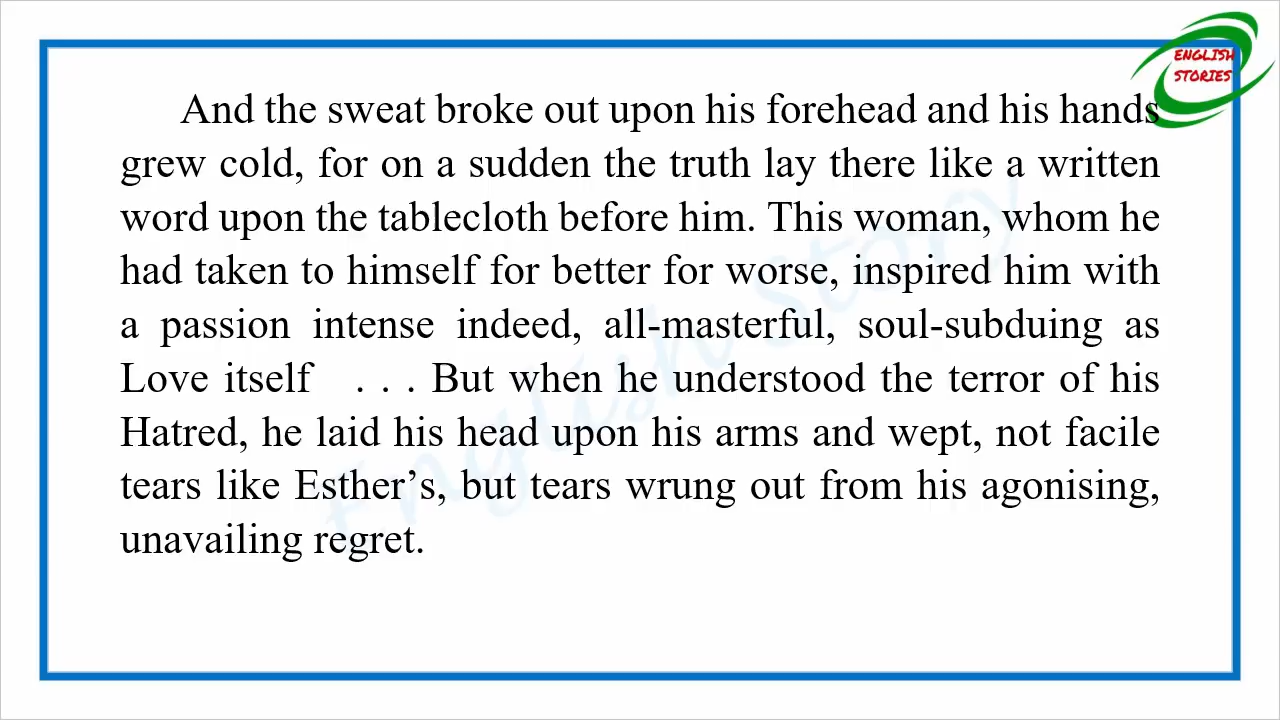 ENGLISH
STORIES
And the sweat broke out upon his forehead and his hands
grew cold, for on a sudden the truth lay there like a written
word upon the tablecloth before him. This woman, whom he
had taken to himself for better for worse, inspired him with
a passion intense indeed, all-masterful, soul-subduing as
Love itself . . . But when he understood the terror of his
Hatred, he laid his head upon his arms and wept, not facile
tears like Esther’s, but tears wrung out from his agonising,
unavailing regret.
English Story